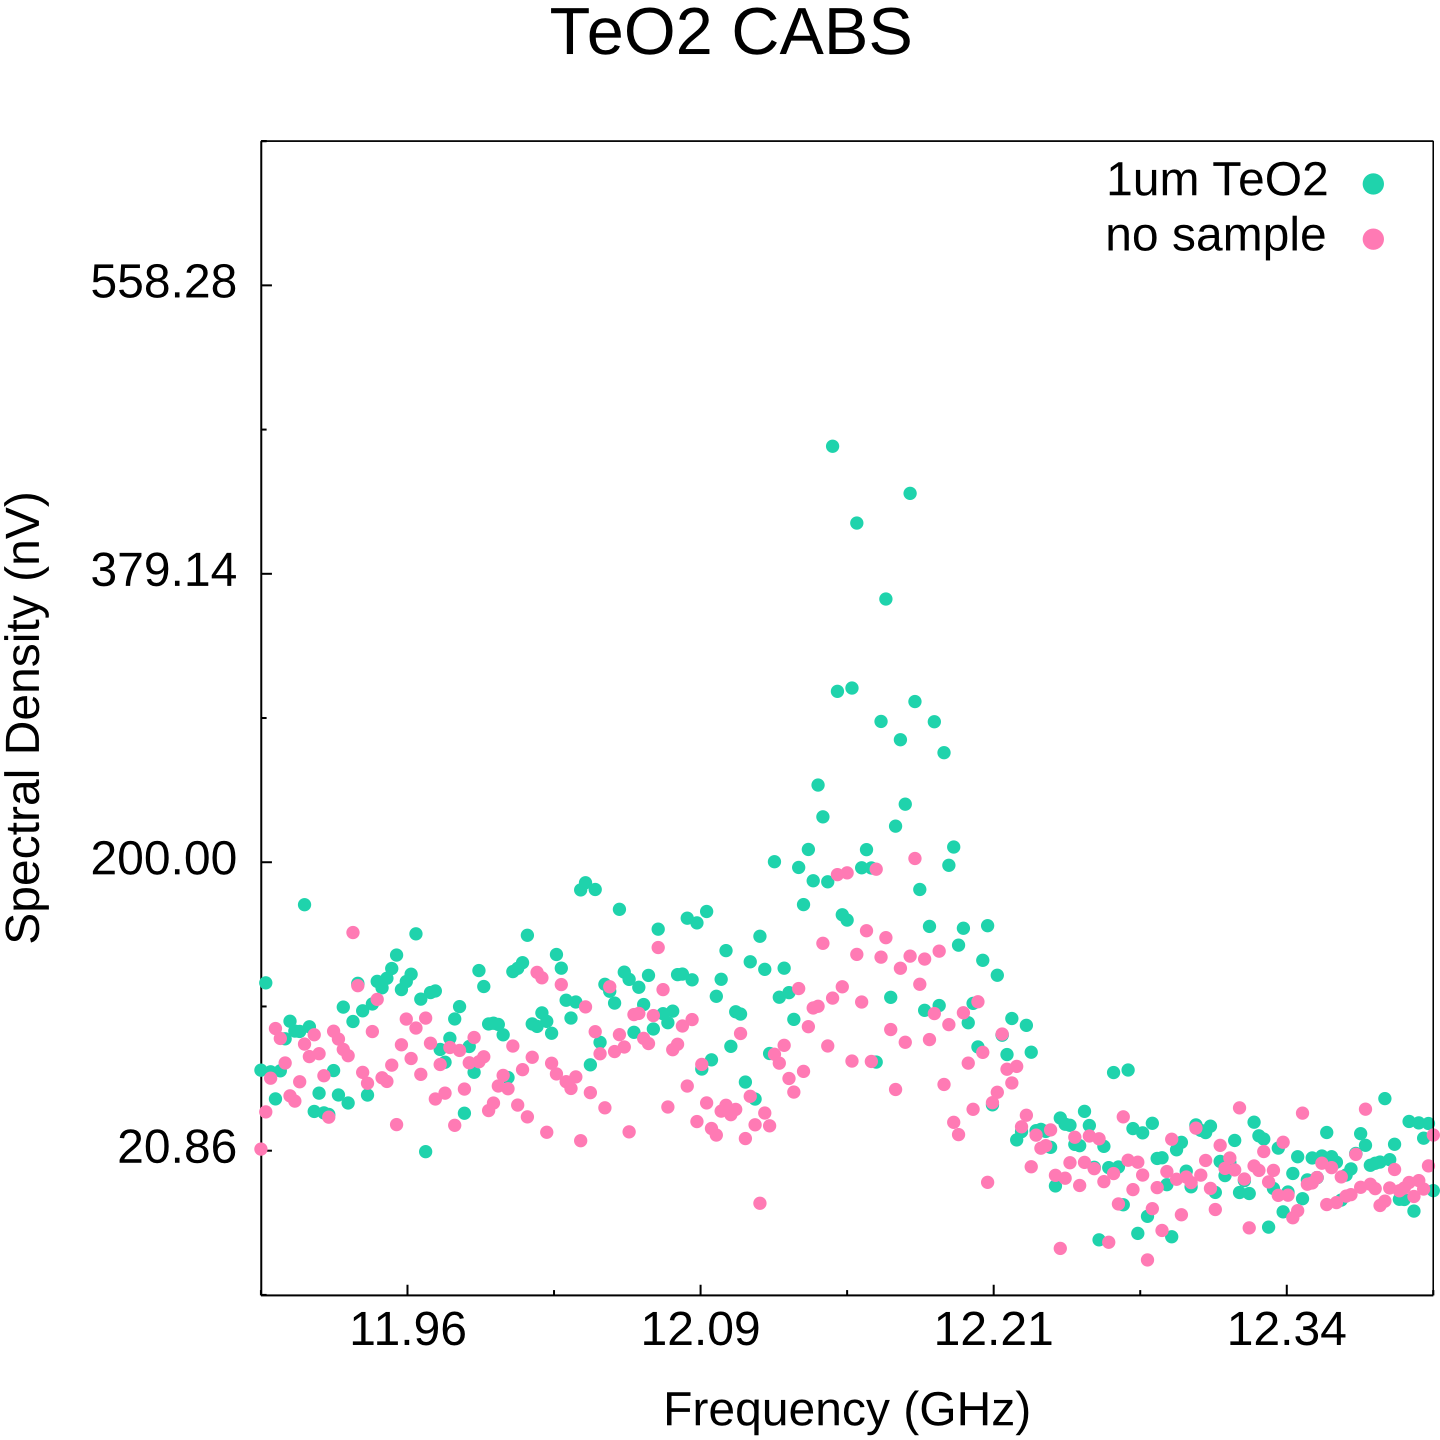 TeO2 CABS
1um TeO2
no sample
558.28
379.14
200.00
20.86
Spectral Density (nV)
11.96 12.09 12.21 12.34
Frequency (GHz)